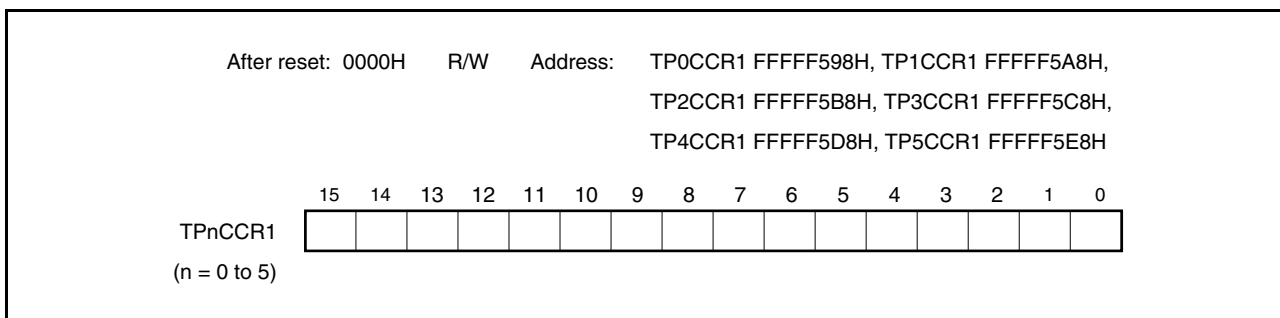 After reset: 0000H R/W Address: TP0CCR1 FFFFF598H, TP1CCR1 FFFFF5A8H,
TP2CCR1 FFFFF5B8H, TP3CCR1 FFFFF5C8H,
TP4CCR1 FFFFF5D8H, TP5CCR1 FFFFF5E8H
15 14 13 12 11 10 9 8 7 6 5 4 3 2 1 0
TPnCCR1
(n = 0 to 5)